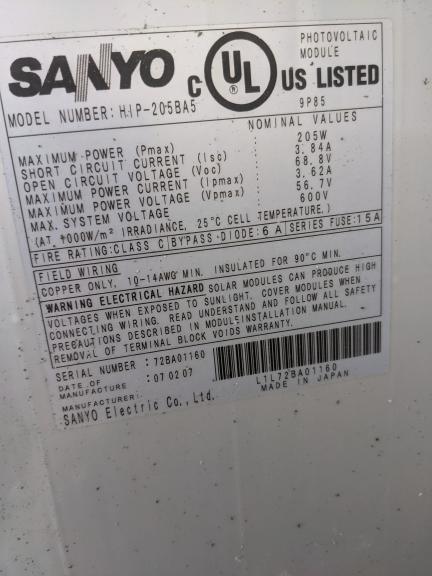 SANYO
C UL US LISTED
®
PHOTOVOLTAIC
MODULE
9P85
MODEL NUMBER: HIP-205BA5
NOMINAL VALUES
MAXIMUM POWER (Pmax) 205W
SHORT CIRCUIT CURRENT (Isc) 3.84A
OPEN CIRCUIT VOLTAGE (Voc) 68.8V
MAXIMUM POWER CURRENT (Ipmax) 3.62A
MAXIMUM POWER VOLTAGE (Vpmax) 56.7V
MAX. SYSTEM VOLTAGE 600V
(AT, 1000W/m² IRRADIANCE, 25°C CELL TEMPERATURE,)
FIRE RATING:CLASS C BYPASS-DIODE:6A SERIES FUSE:15A
FIELD WIRING
COPPER ONLY, 10-14AWG MIN. INSULATED FOR 90°C MIN.
WARNING ELECTRICAL HAZARD SOLAR MODULES CAN PRODUCE HIGH
VOLTAGES WHEN EXPOSED TO SUNLIGHT. COVER MODULES WHEN
CONNECTING WIRING. READ UNDERSTAND AND FOLLOW ALL SAFETY
PRECAUTIONS DESCRIBED IN MODULE INSTALLATION MANUAL.
REMOVAL OF TERMINAL BLOCK VOIDS WARRANTY.
SERIAL NUMBER : 72BA01160
DATE OF
MANUFACTURE : 07 02 07
MANUFACTURER:
SANYO Electric Co., Ltd.
L1L72BA01160
MADE IN JAPAN